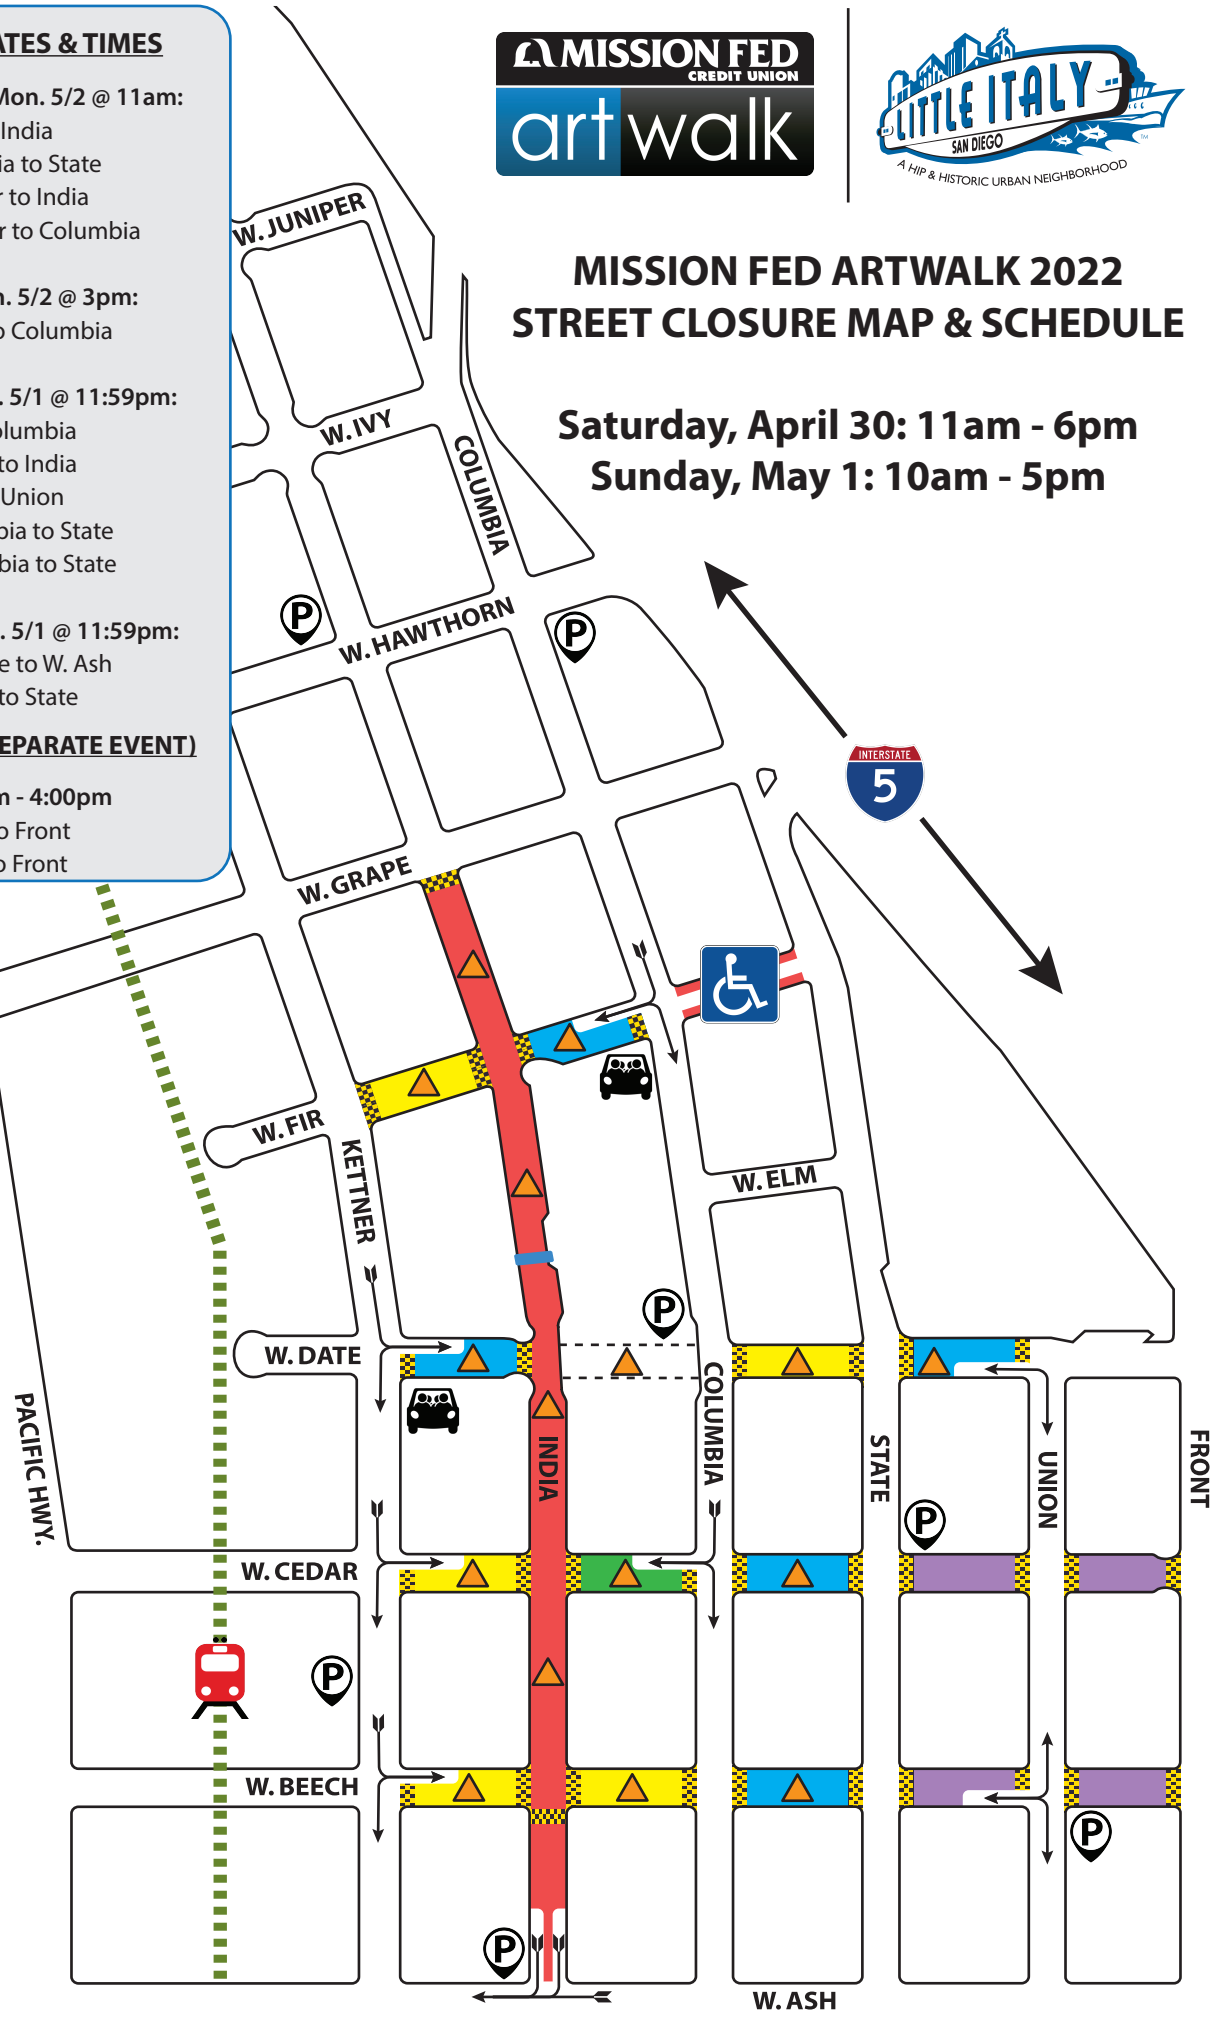 ATES & TIMES
Mon. 5/2 @ 11am:
India
ia to State
r to India
r to Columbia
n. 5/2 @ 3pm:
o Columbia
. 5/1 @ 11:59pm:
olumbia
to India
Union
bia to State
bia to State
. 5/1 @ 11:59pm:
e to W. Ash
to State
EPARATE EVENT)
m - 4:00pm
o Front
o Front
MISSION FED
CREDIT UNION
artwalk
LITTLE ITALY
SAN DIEGO
TM
A HIP & HISTORIC URBAN NEIGHBORHOOD
MISSION FED ARTWALK 2022
STREET CLOSURE MAP & SCHEDULE
Saturday, April 30: 11am - 6pm
Sunday, May 1: 10am - 5pm
W. JUNIPER
W. IVY
COLUMBIA
P
P
W. HAWTHORN
INTERSTATE
5
W. GRAPE
W. FIR
KETTNER
W. ELM
P
W. DATE
PACIFIC HWY.
INDIA
COLUMBIA
STATE
UNION
FRONT
P
W. CEDAR
P
W. BEECH
P
P
W. ASH